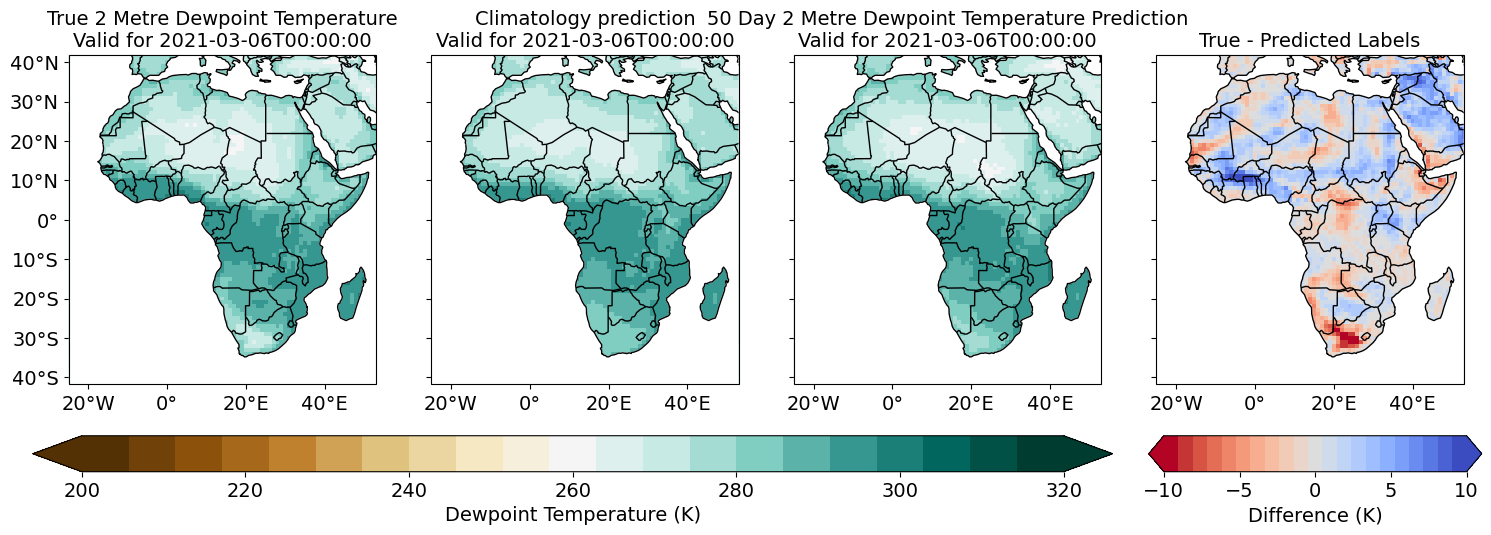 True 2 Metre Dewpoint Temperature
Valid for 2021-03-06T00:00:00
Climatology prediction  50 Day 2 Metre Dewpoint Temperature Prediction
Valid for 2021-03-06T00:00:00
Valid for 2021-03-06T00:00:00
True - Predicted Labels
40°N
30°N
20°N
10°N
0°
10°S
20°S
30°S
40°S
20°W 0° 20°E 40°E
20°W 0° 20°E 40°E
20°W 0° 20°E 40°E
20°W 0° 20°E 40°E
200 220 240 260 280 300 320
Dewpoint Temperature (K)
−10 −5 0 5 10
Difference (K)